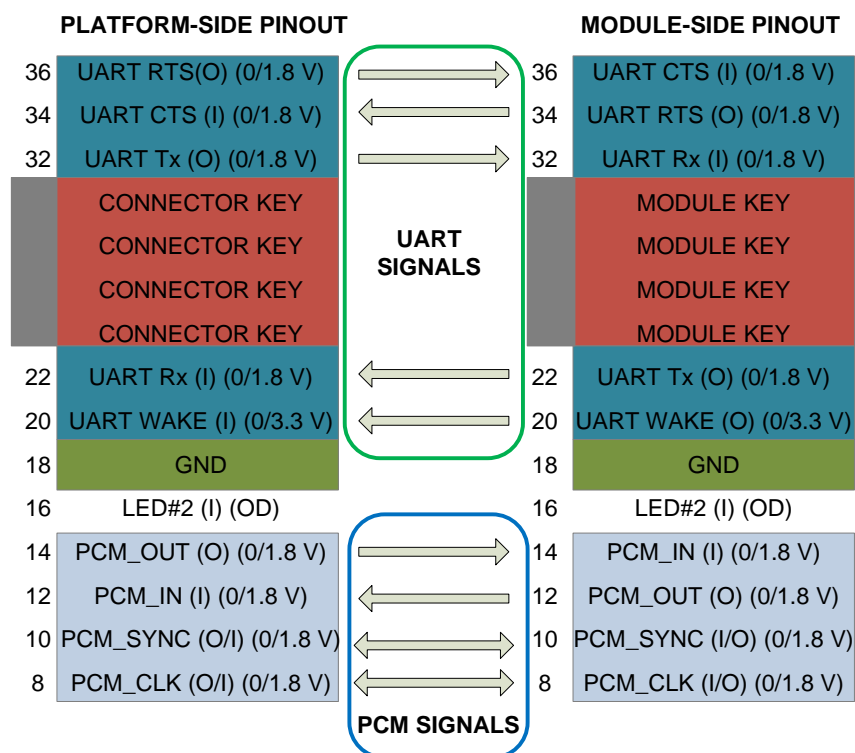 PLATFORM-SIDE PINOUT
MODULE-SIDE PINOUT
36 UART RTS(O) (0/1.8 V) 36 UART CTS (I) (0/1.8 V)
34 UART CTS (I) (0/1.8 V) 34 UART RTS (O) (0/1.8 V)
32 UART Tx (O) (0/1.8 V) 32 UART Rx (I) (0/1.8 V)
CONNECTOR KEY MODULE KEY
CONNECTOR KEY MODULE KEY
CONNECTOR KEY MODULE KEY
CONNECTOR KEY MODULE KEY
UART
SIGNALS
22 UART Rx (I) (0/1.8 V) 22 UART Tx (O) (0/1.8 V)
20 UART WAKE (I) (0/3.3 V) 20 UART WAKE (O) (0/3.3 V)
18 GND 18 GND
16 LED#2 (I) (OD) 16 LED#2 (I) (OD)
14 PCM_OUT (O) (0/1.8 V) 14 PCM_IN (I) (0/1.8 V)
12 PCM_IN (I) (0/1.8 V) 12 PCM_OUT (O) (0/1.8 V)
10 PCM_SYNC (O/I) (0/1.8 V) 10 PCM_SYNC (I/O) (0/1.8 V)
8 PCM_CLK (O/I) (0/1.8 V) 8 PCM_CLK (I/O) (0/1.8 V)
PCM SIGNALS